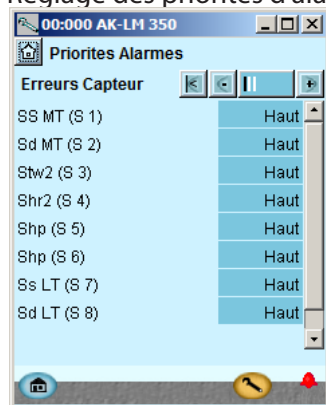 Réglage des priorités d'ala
00:000 AK-LM 350
Priorites Alarmes
Erreurs Capteur
SS MT (S 1) Haut
Sd MT (S 2) Haut
Stw2 (S 3) Haut
Shr2 (S 4) Haut
Shp (S 5) Haut
Shp (S 6) Haut
Ss LT (S 7) Haut
Sd LT (S 8) Haut